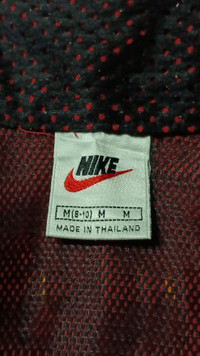 NIKE
M(8-10) M M
MADE IN THAILAND